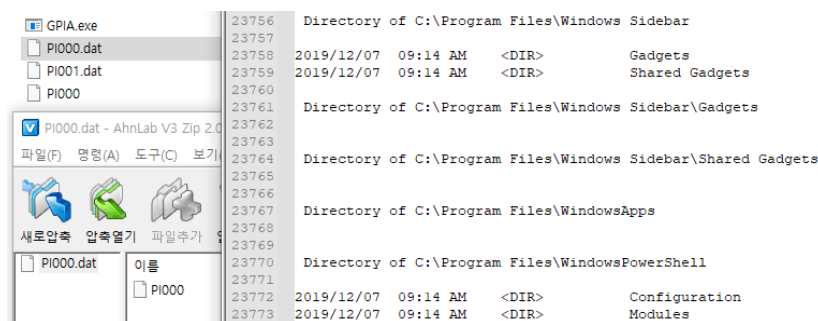 GPIA.exe
PI000.dat
PI001.dat
PI000
PI000.dat - AhnLab V3 Zip 2.0
파일(F) 명령(A) 도구(C) 보기(
새로압축 압축열기 파일추가
PI000.dat
이름
PI000
23756 Directory of C:\Program Files\Windows Sidebar
23757
23758 2019/12/07 09:14 AM <DIR> Gadgets
23759 2019/12/07 09:14 AM <DIR> Shared Gadgets
23760
23761 Directory of C:\Program Files\Windows Sidebar\Gadgets
23762
23763
23764 Directory of C:\Program Files\Windows Sidebar\Shared Gadgets
23765
23766
23767 Directory of C:\Program Files\WindowsApps
23768
23769
23770 Directory of C:\Program Files\WindowsPowerShell
23771
23772 2019/12/07 09:14 AM <DIR> Configuration
23773 2019/12/07 09:14 AM <DIR> Modules